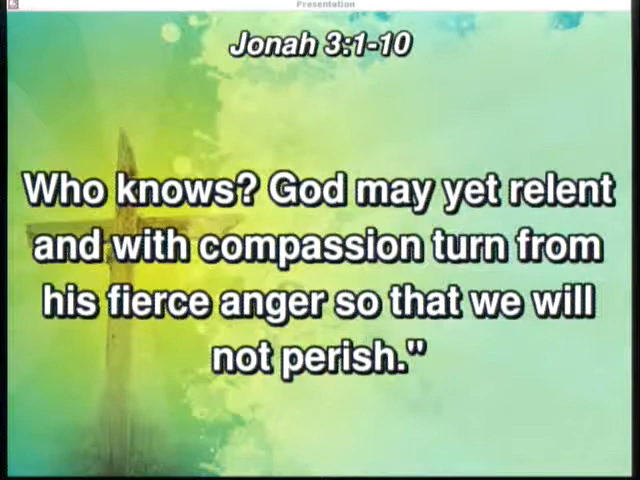 Presentation
Jonah 3:1-10
Who knows? God may yet relent
and with compassion turn from
his fierce anger so that we will
not perish."